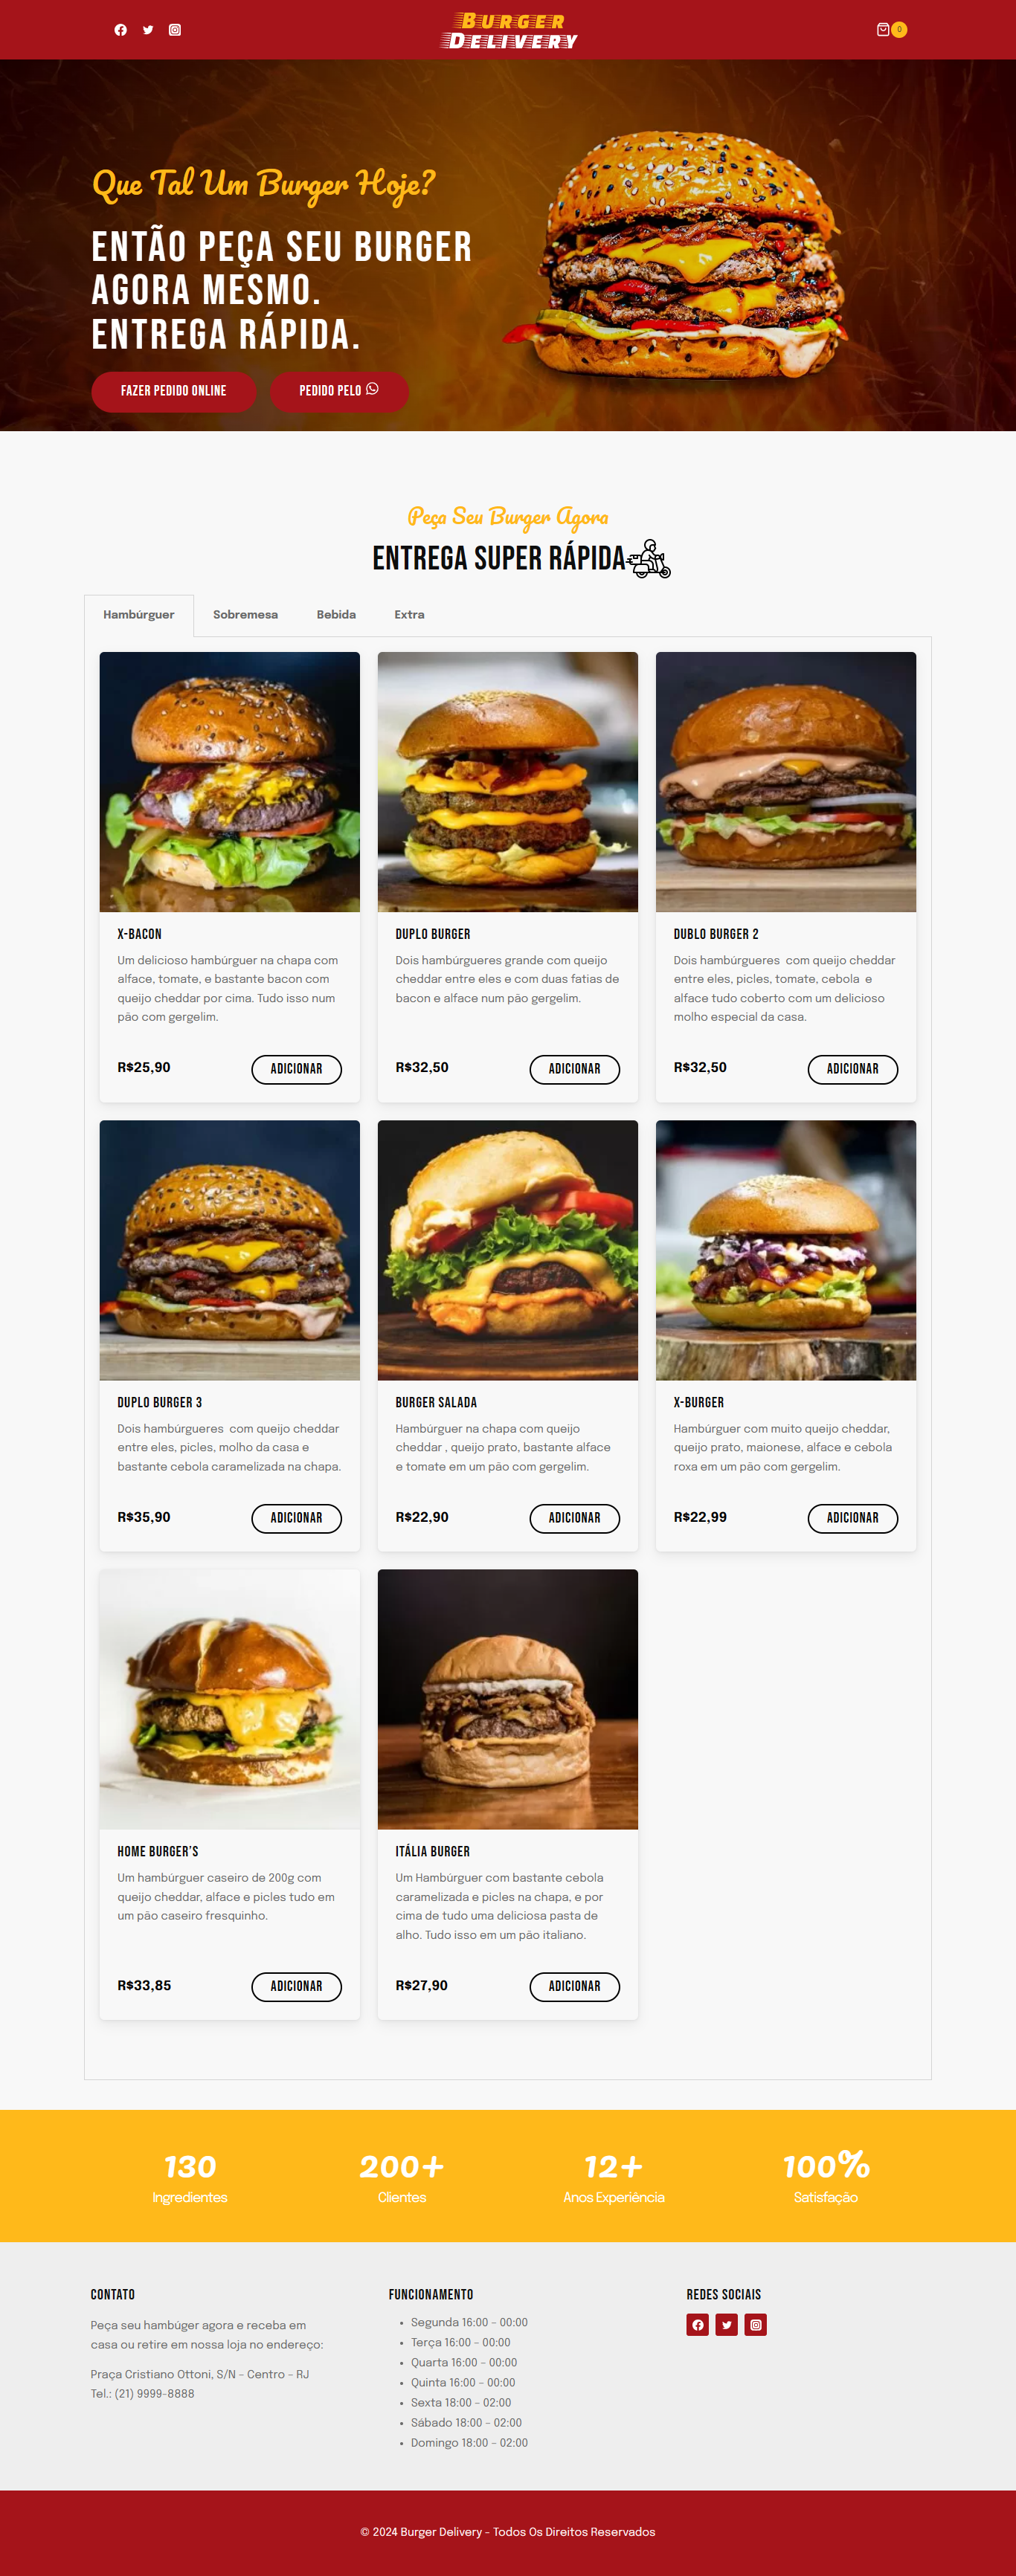 BURGER
DELIVERY
0
Que Tal Um Burger Hoje?
ENTÃO PEÇA SEU BURGER
AGORA MESMO.
ENTREGA RÁPIDA.
FAZER PEDIDO ONLINE
PEDIDO PELO
Peça Seu Burger Agora
ENTREGA SUPER RÁPIDA
Hambúrguer
Sobremesa
Bebida
Extra
X-BACON
Um delicioso hambúrguer na chapa com
alface, tomate, e bastante bacon com
queijo cheddar por cima. Tudo isso num
pão com gergelim.
R$25,90
ADICIONAR
DUPLO BURGER
Dois hambúrgueres grande com queijo
cheddar entre eles e com duas fatias de
bacon e alface num pão gergelim.
R$32,50
ADICIONAR
DUBLO BURGER 2
Dois hambúrgueres com queijo cheddar
entre eles, picles, tomate, cebola e
alface tudo coberto com um delicioso
molho especial da casa.
R$32,50
ADICIONAR
DUPLO BURGER 3
Dois hambúrgueres com queijo cheddar
entre eles, picles, molho da casa e
bastante cebola caramelizada na chapa.
R$35,90
ADICIONAR
BURGER SALADA
Hambúrguer na chapa com queijo
cheddar , queijo prato, bastante alface
e tomate em um pão com gergelim.
R$22,90
ADICIONAR
X-BURGER
Hambúrguer com muito queijo cheddar,
queijo prato, maionese, alface e cebola
roxa em um pão com gergelim.
R$22,99
ADICIONAR
HOME BURGER'S
Um hambúrguer caseiro de 200g com
queijo cheddar, alface e picles tudo em
um pão caseiro fresquinho.
R$33,85
ADICIONAR
ITÁLIA BURGER
Um Hambúrguer com bastante cebola
caramelizada e picles na chapa, e por
cima de tudo uma deliciosa pasta de
alho. Tudo isso em um pão italiano.
R$27,90
ADICIONAR
130
Ingredientes
200+
Clientes
12+
Anos Experiência
100%
Satisfação
CONTATO
Peça seu hambúger agora e receba em
casa ou retire em nossa loja no endereço:
Praça Cristiano Ottoni, S/N – Centro – RJ
Tel.: (21) 9999-8888
FUNCIONAMENTO
• Segunda 16:00 – 00:00
• Terça 16:00 – 00:00
• Quarta 16:00 – 00:00
• Quinta 16:00 – 00:00
• Sexta 18:00 – 02:00
• Sábado 18:00 – 02:00
• Domingo 18:00 – 02:00
REDES SOCIAIS
© 2024 Burger Delivery - Todos Os Direitos Reservados